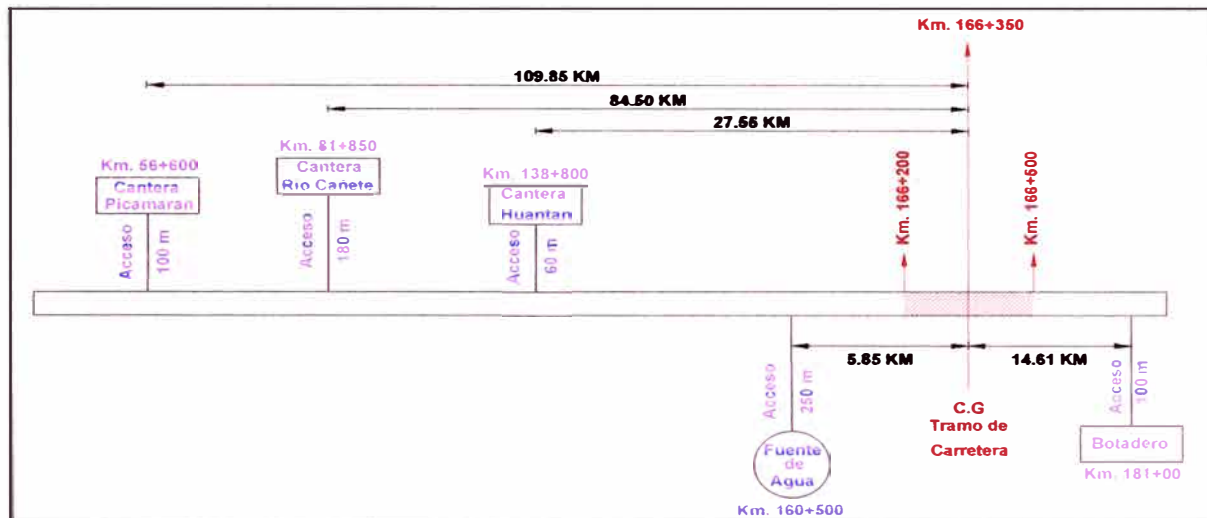 Km. 166+350
109.85 KM
84.50 KM
27.55 KM
Km. 56+600
Cantera
Picamaran
Km. 81+850
Cantera
Rio Cañete
Km. 138+800
Cantera
Huantan
Km. 166+200
Km. 166+500
Acceso
100 m
Acceso
180 m
Acceso
60 m
5.85 KM
14.61 KM
Acceso
250 m
Acceso
100 m
C.G
Tramo de
Carretera
Fuente
de
Agua
Km. 160+500
Botadero
Km. 181+00